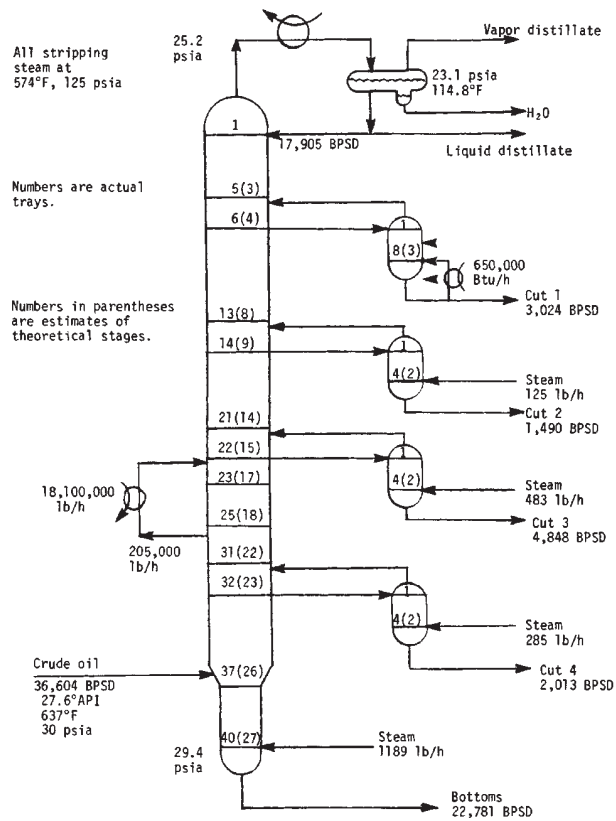 All stripping
steam at
574°F, 125 psia
25.2
psia
Vapor distillate
23.1 psia
114.8°F
H₂O
1
17,905 BPSD
Liquid distillate
Numbers are actual
trays.
5(3)
6(4)
1
8(3)
650,000
Btu/h
Cut 1
3,024 BPSD
Numbers in parentheses
are estimates of
theoretical stages.
13(8)
14(9)
1
4(2)
Steam
125 lb/h
Cut 2
1,490 BPSD
21(14)
22(15)
23(17)
1
4(2)
Steam
483 lb/h
Cut 3
4,848 BPSD
18,100,000
lb/h
25(18)
205,000
lb/h
31(22)
32(23)
1
4(2)
Steam
285 lb/h
Cut 4
2,013 BPSD
Crude oil
36,604 BPSD
27.6°API
637°F
30 psia
37(26)
40(27)
Steam
1189 lb/h
29.4
psia
Bottoms
22,781 BPSD